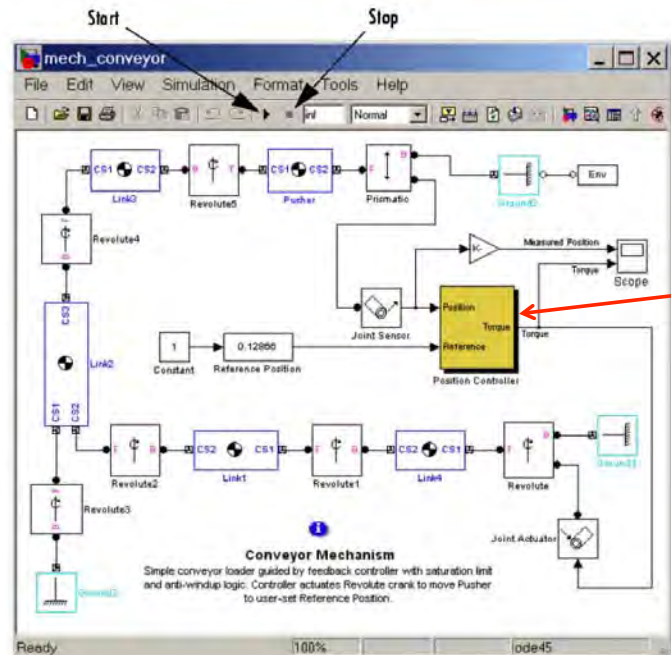 Start
Stop
mech_conveyor
File Edit View Simulation Format Tools Help
inf
Normal
CS1 CS2
Link3
B F
Revolute5
CS1 CS2
Pusher
F B
Prismatic
Env
Revolute4
K-
Measured Position
Torque
Scope
CS3
Link2
CS1
CS2
Joint Sensor
Position
Torque
Reference
Torque
Position Controller
1
Constant
0.12866
Reference Position
F B
Revolute2
CS2 CS1
Link1
F B
Revolute1
CS2 CS1
Link4
F B
Revolute
Revolute3
Joint Actuator
Conveyor Mechanism
Simple conveyor loader guided by feedback controller with saturation limit
and anti-windup logic. Controller actuates Revolute crank to move Pusher
to user-set Reference Position.
Ready
100%
ode45